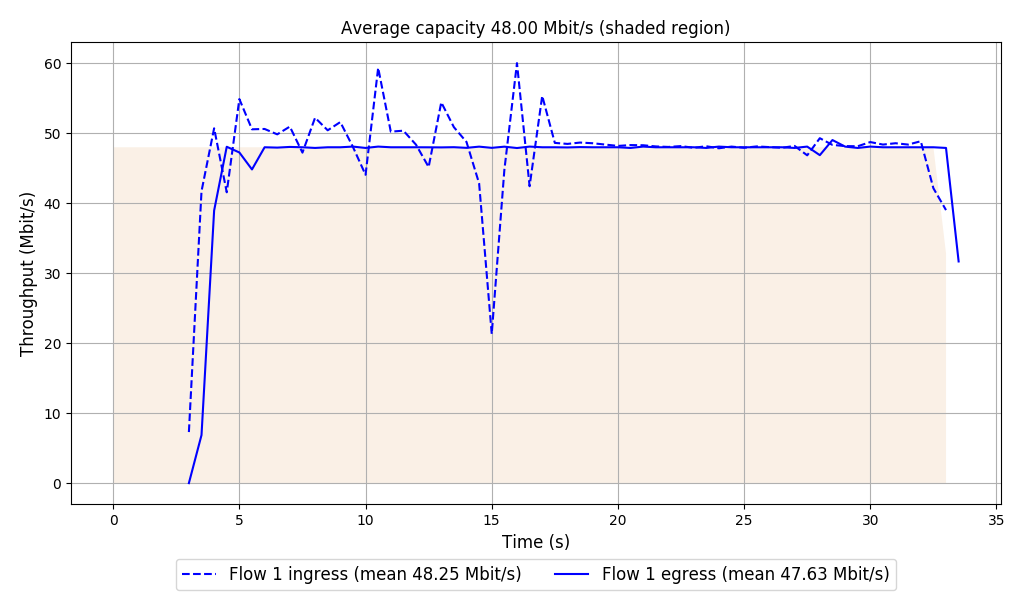 Average capacity 48.00 Mbit/s (shaded region)
60
50
40
30
20
10
0
Throughput (Mbit/s)
0 5 10 15 20 25 30 35
Time (s)
Flow 1 ingress (mean 48.25 Mbit/s) Flow 1 egress (mean 47.63 Mbit/s)